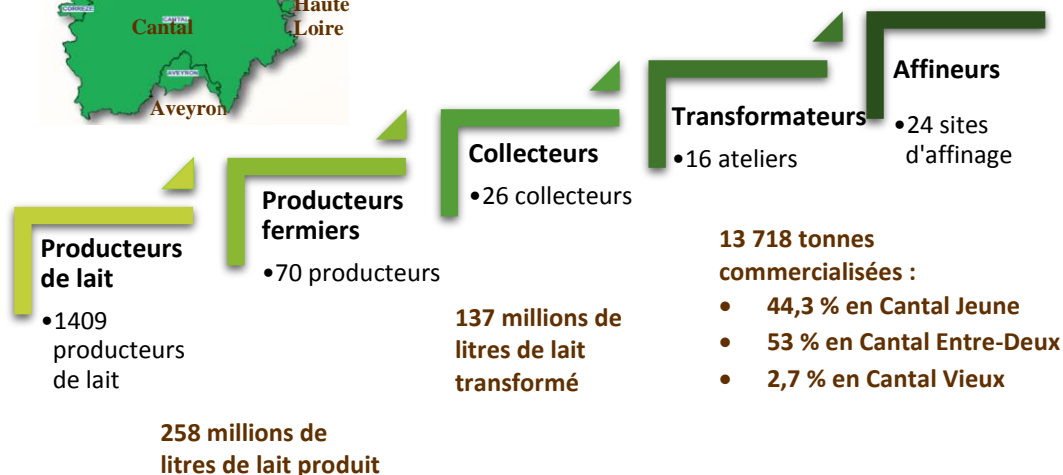 Haute
Loire
CORREZE
CANTAL
Cantal
AVEYRON
Aveyron
Producteurs
de lait
•1409
producteurs
de lait
Producteurs
fermiers
•70 producteurs
Collecteurs
•26 collecteurs
Transformateurs
•16 ateliers
Affineurs
•24 sites
d'affinage
258 millions de
litres de lait produit
137 millions de
litres de lait
transformé
13 718 tonnes
commercialisées :
• 44,3 % en Cantal Jeune
• 53 % en Cantal Entre-Deux
• 2,7 % en Cantal Vieux